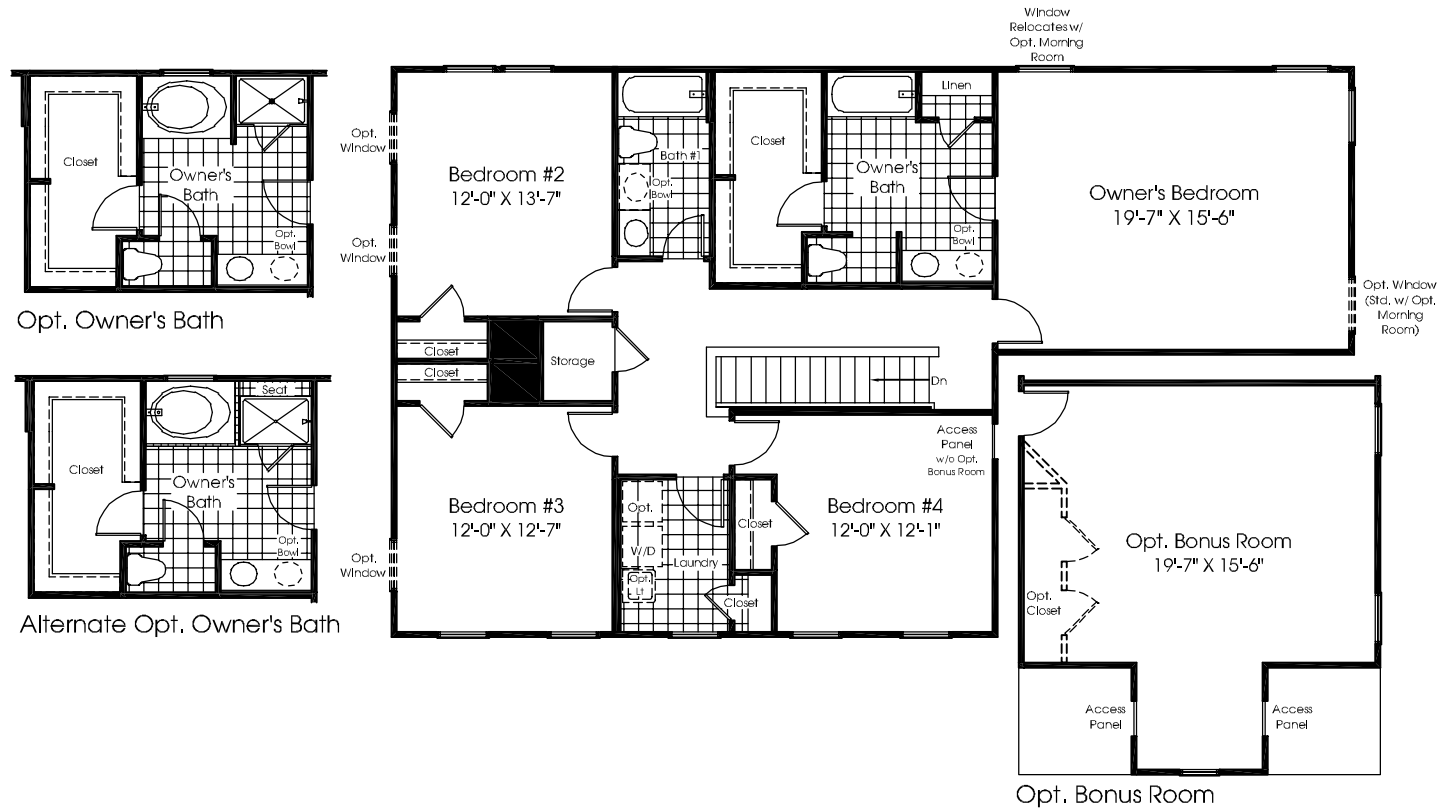 Window
Relocates w/
Opt. Morning
Room
Closet
Owner's
Bath
Opt.
Bowl
Opt. Owner's Bath
Opt.
Window
Opt.
Window
Bedroom #2
12'-0" X 13'-7"
Bath #1
Opt.
Bowl
Closet
Linen
Owner's
Bath
Opt.
Bowl
Owner's Bedroom
19'-7" X 15'-6"
Opt. Window
(Std. w/ Opt.
Morning
Room)
Closet
Closet
Storage
Dn
Seat
Closet
Owner's
Bath
Opt.
Bowl
Alternate Opt. Owner's Bath
Opt.
Window
Bedroom #3
12'-0" X 12'-7"
Opt.
W/D
Opt.
Lt
Laundry
Closet
Closet
Access
Panel
w/o Opt.
Bonus Room
Bedroom #4
12'-0" X 12'-1"
Opt. Bonus Room
19'-7" X 15'-6"
Opt.
Closet
Access
Panel
Access
Panel
Opt. Bonus Room